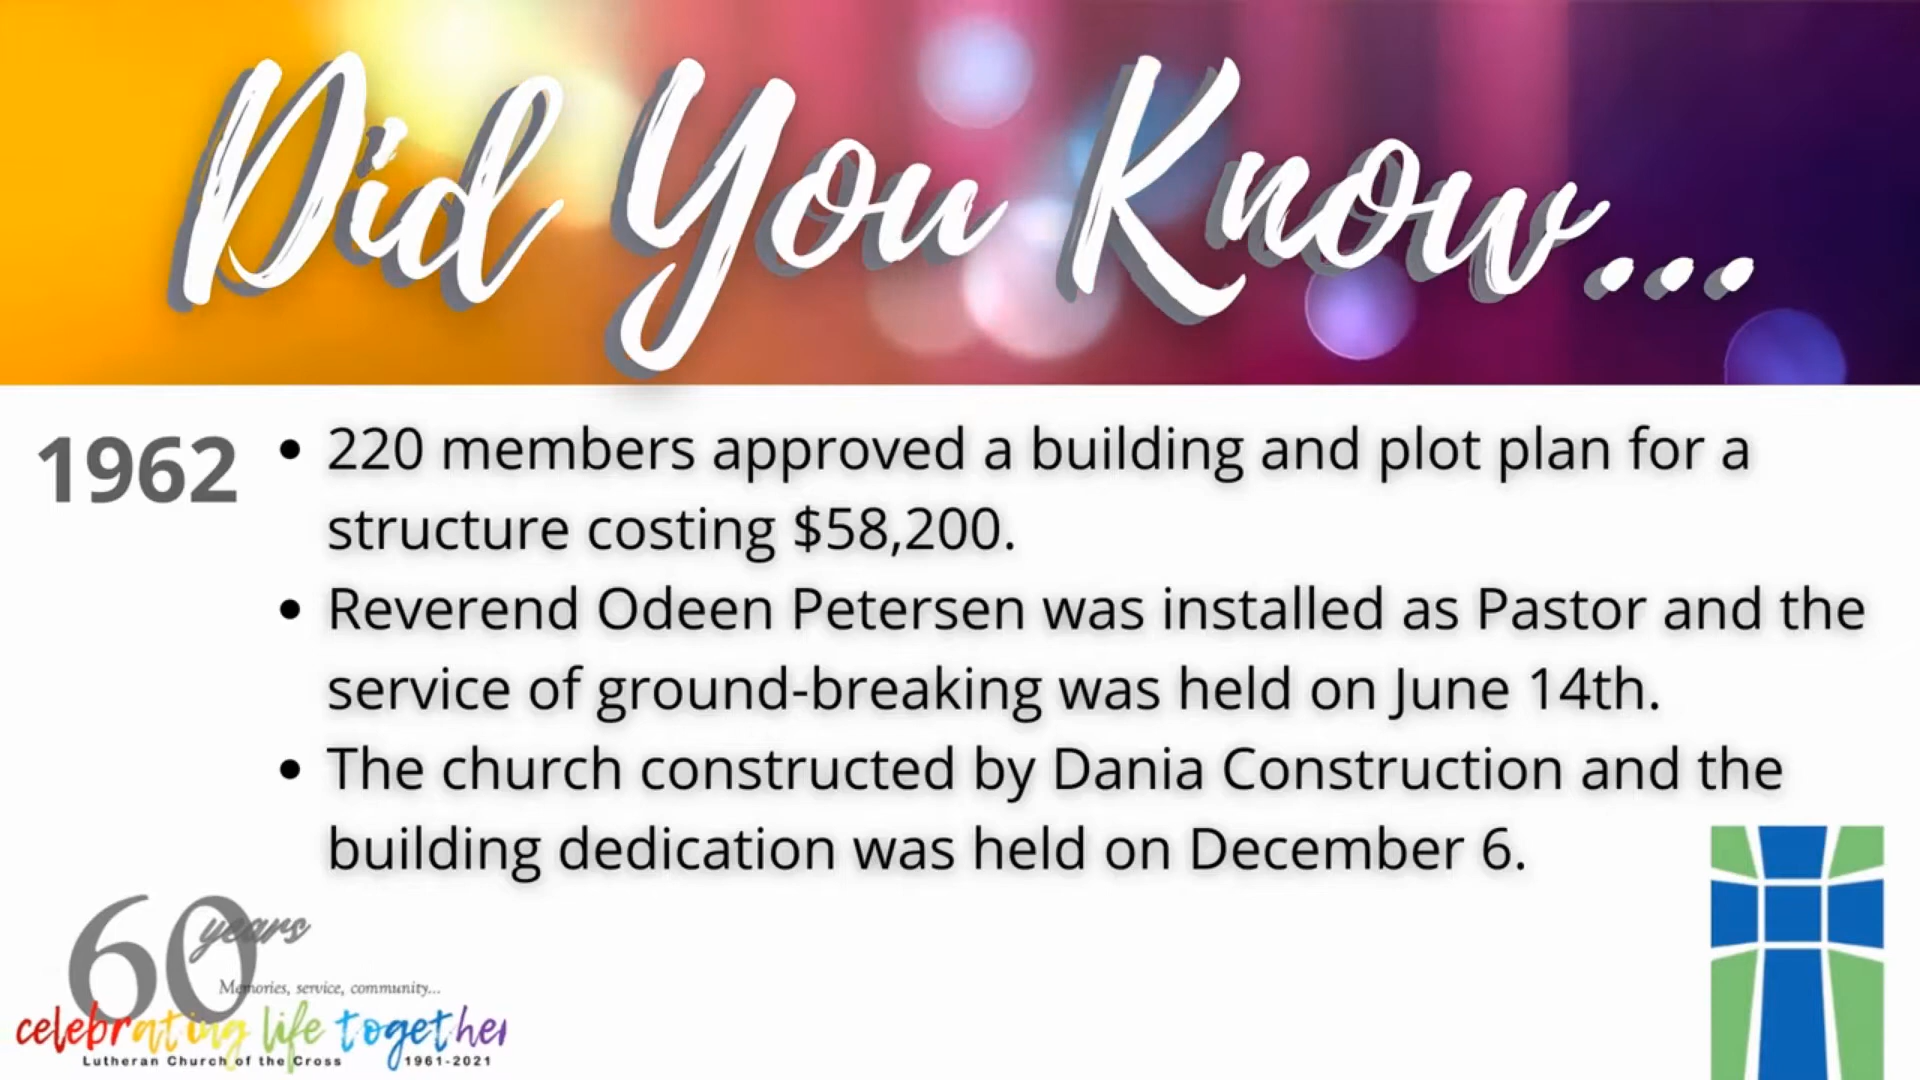 Did You Know...
1962
• 220 members approved a building and plot plan for a
structure costing $58,200.
• Reverend Odeen Petersen was installed as Pastor and the
service of ground-breaking was held on June 14th.
• The church constructed by Dania Construction and the
building dedication was held on December 6.
60 years
Memories, service, community...
celebrating life together
Lutheran Church of the Cross 1961-2021